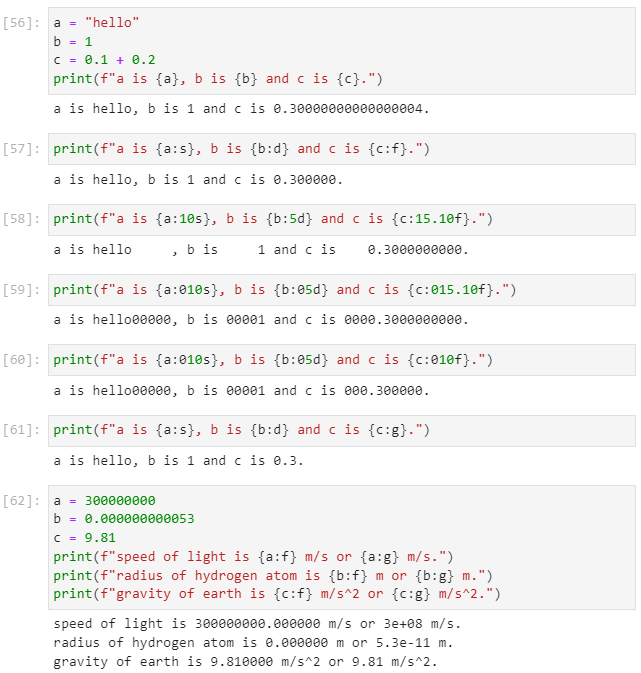 [56]: a = "hello"
b = 1
c = 0.1 + 0.2
print(f"a is {a}, b is {b} and c is {c}.")
a is hello, b is 1 and c is 0.30000000000000004.
[57]: print(f"a is {a:s}, b is {b:d} and c is {c:f}.")
a is hello, b is 1 and c is 0.300000.
[58]: print(f"a is {a:10s}, b is {b:5d} and c is {c:15.10f}.")
a is hello     , b is     1 and c is    0.3000000000.
[59]: print(f"a is {a:010s}, b is {b:05d} and c is {c:015.10f}.")
a is hello00000, b is 00001 and c is 0000.3000000000.
[60]: print(f"a is {a:010s}, b is {b:05d} and c is {c:010f}.")
a is hello00000, b is 00001 and c is 000.300000.
[61]: print(f"a is {a:s}, b is {b:d} and c is {c:g}.")
a is hello, b is 1 and c is 0.3.
[62]: a = 300000000
b = 0.000000000053
c = 9.81
print(f"speed of light is {a:f} m/s or {a:g} m/s.")
print(f"radius of hydrogen atom is {b:f} m or {b:g} m.")
print(f"gravity of earth is {c:f} m/s^2 or {c:g} m/s^2.")
speed of light is 300000000.000000 m/s or 3e+08 m/s.
radius of hydrogen atom is 0.000000 m or 5.3e-11 m.
gravity of earth is 9.810000 m/s^2 or 9.81 m/s^2.